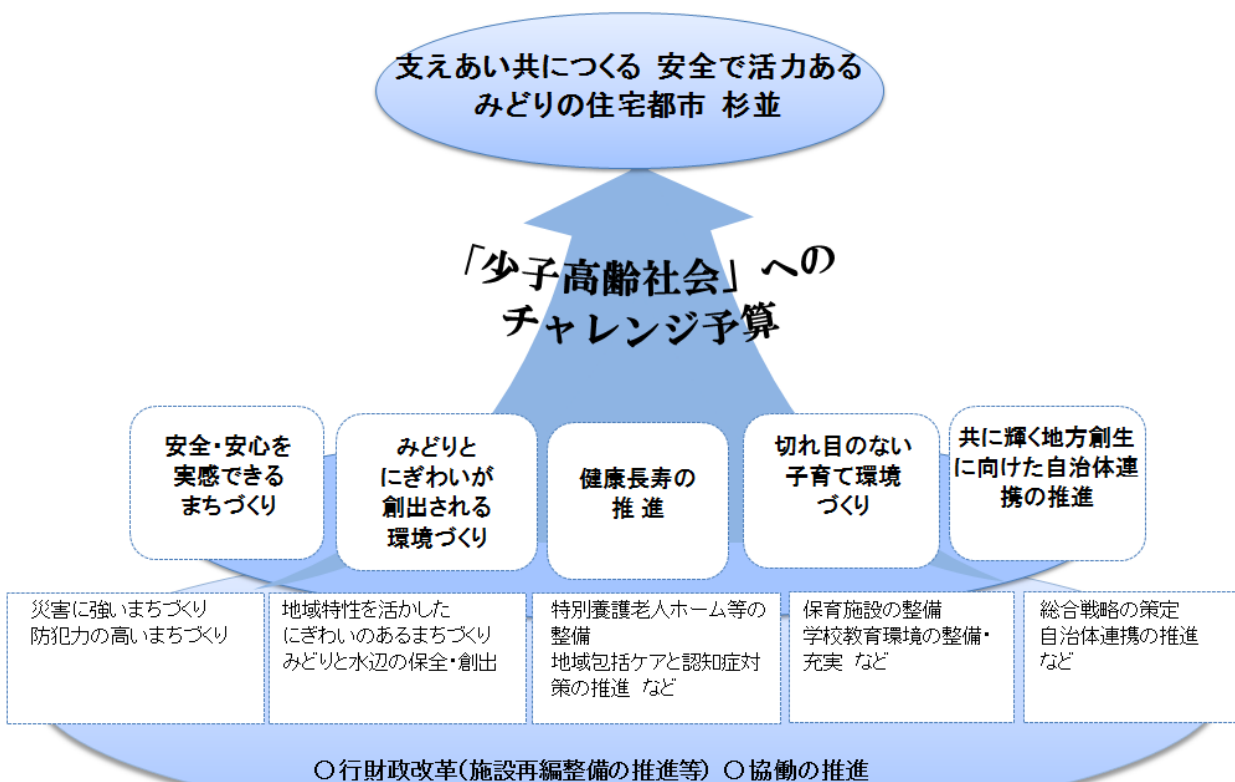 支えあい共につくる 安全で活力ある
みどりの住宅都市 杉並
「少子高齢社会」への
チャレンジ予算
安全・安心を
実感できる
まちづくり
みどりと
にぎわいが
創出される
環境づくり
健康長寿の
推 進
切れ目のない
子育て環境
づくり
共に輝く地方創生
に向けた自治体連
携の推進
災害に強いまちづくり
防犯力の高いまちづくり
地域特性を活かした
にぎわいのあるまちづくり
みどりと水辺の保全・創出
特別養護老人ホーム等の
整備
地域包括ケアと認知症対
策の推進 など
保育施設の整備
学校教育環境の整備・
充実 など
総合戦略の策定
自治体連携の推進
など
〇行財政改革(施設再編整備の推進等) 〇協働の推進